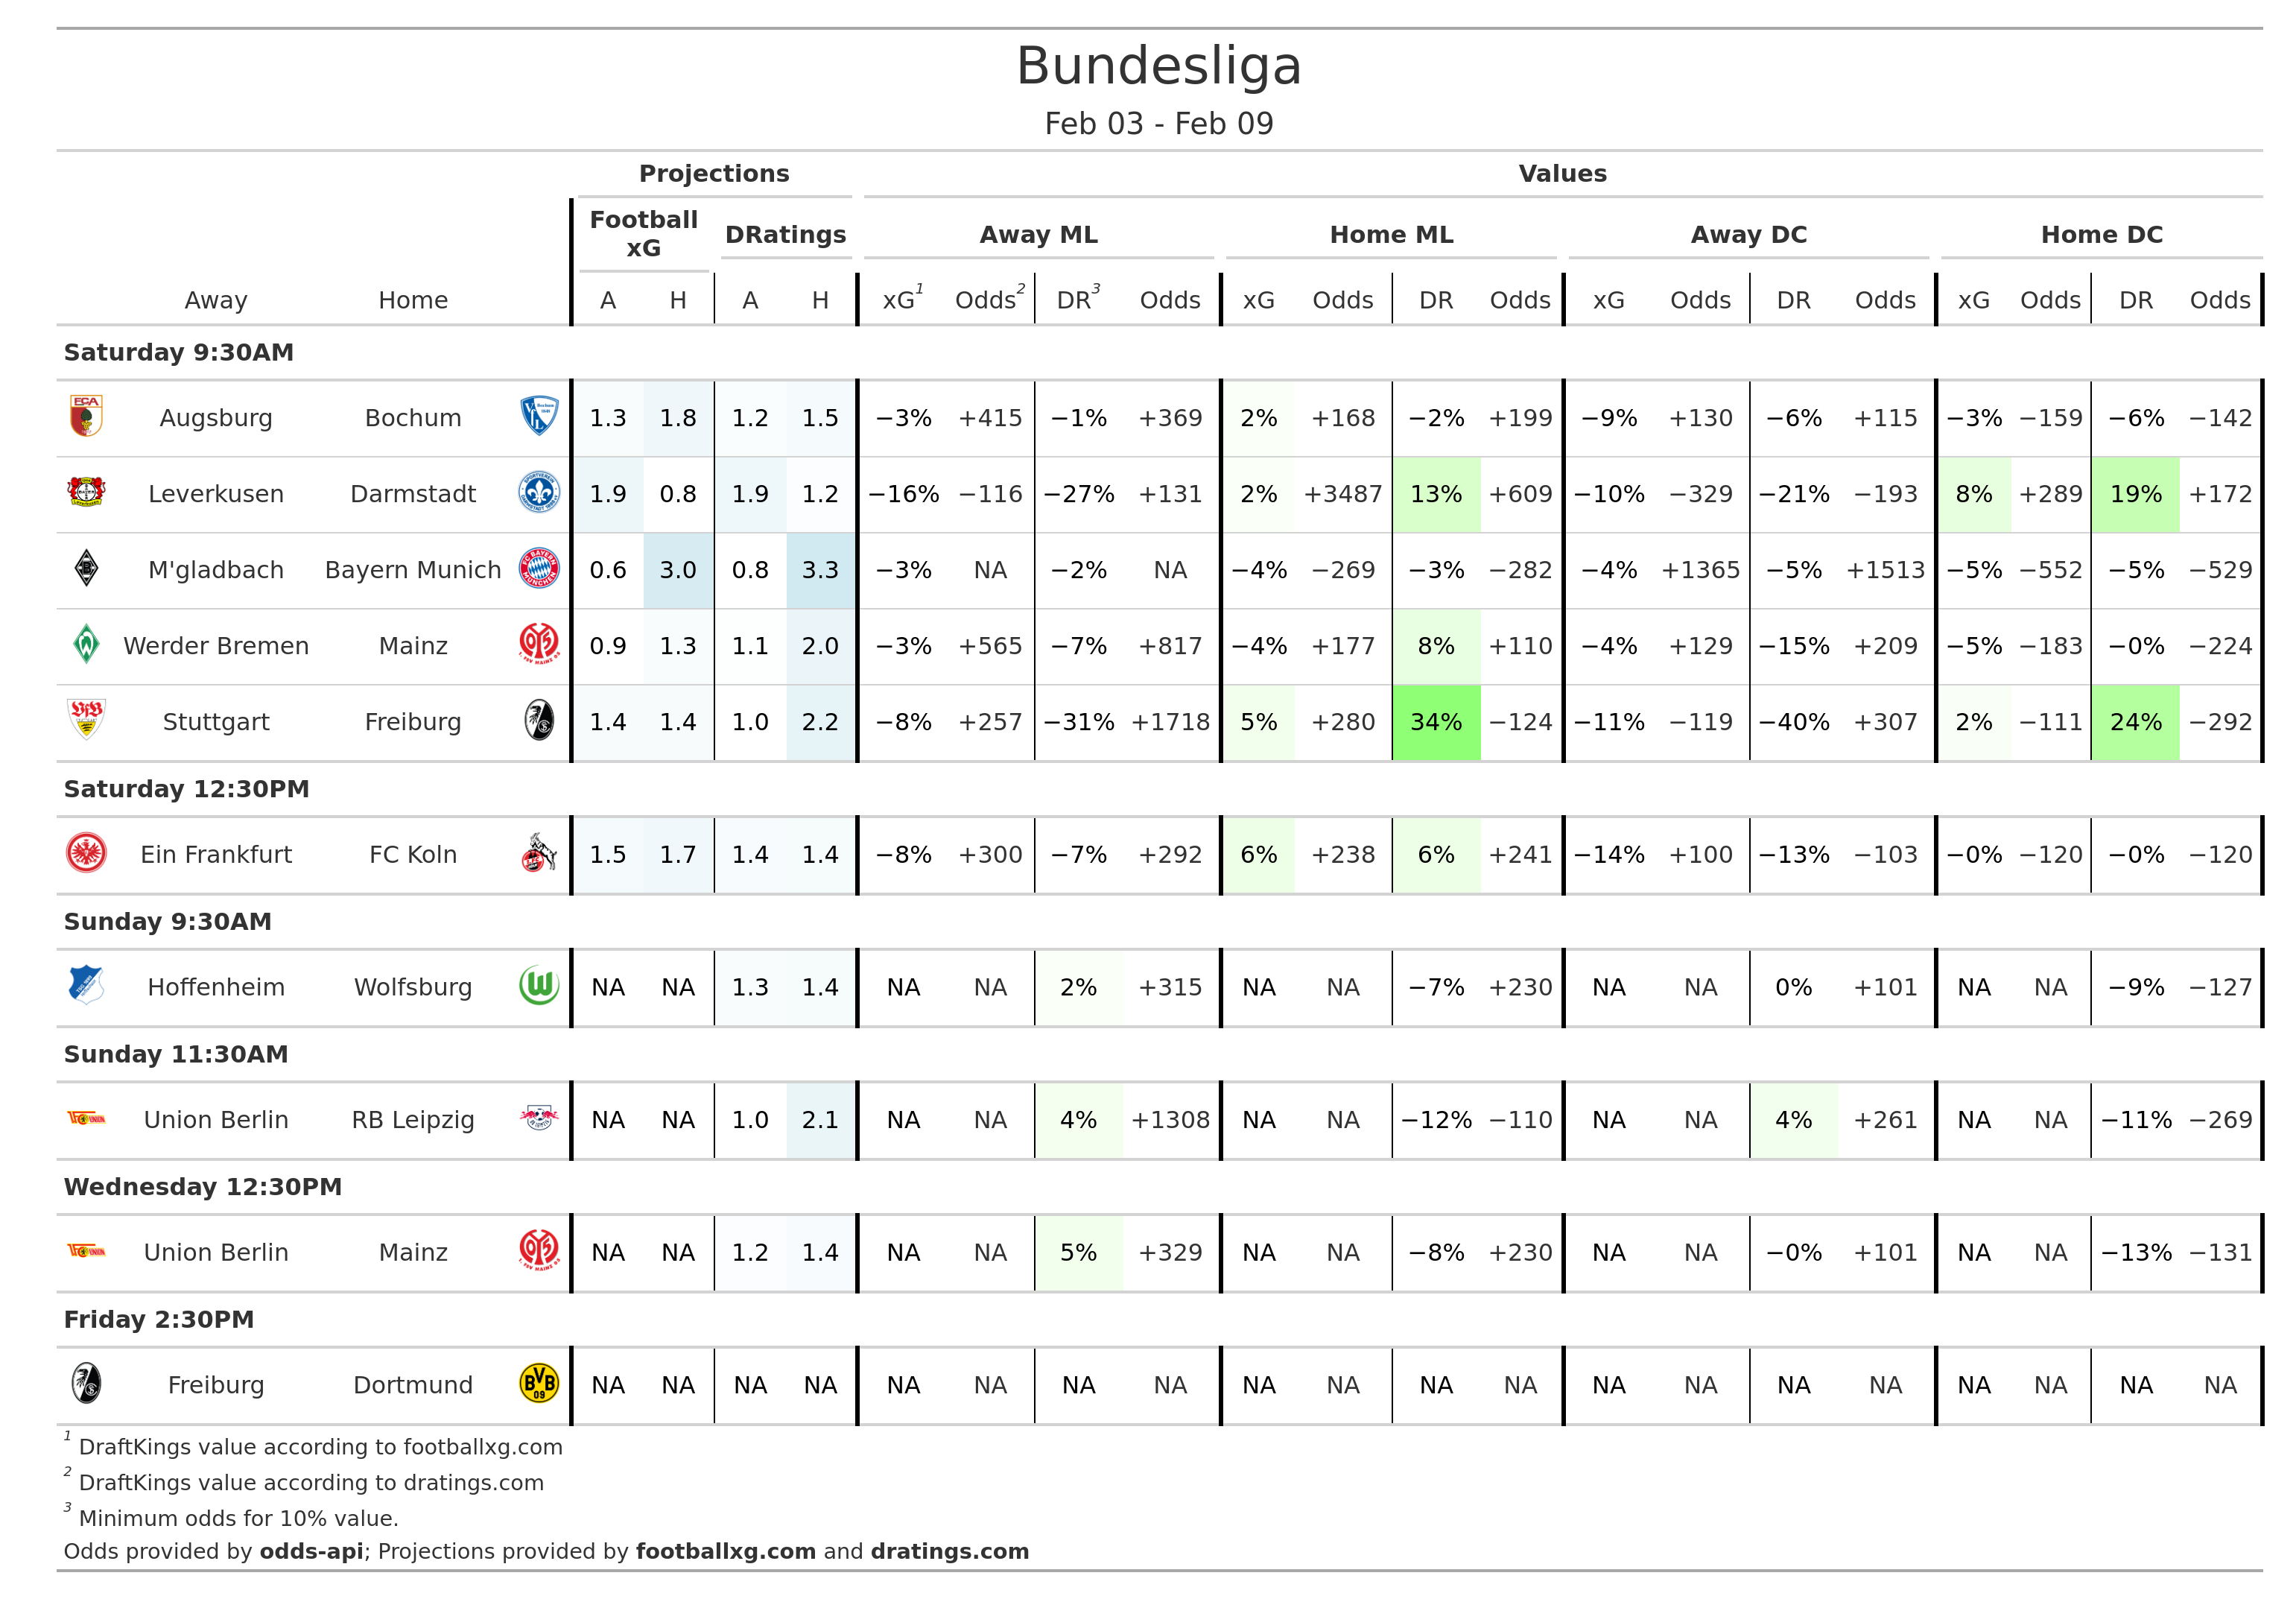 Bundesliga
Feb 03 - Feb 09
Projections Values
Football xG DRatings Away ML Home ML Away DC Home DC
Away Home A H A H xG1 Odds2 DR3 Odds xG Odds DR Odds xG Odds DR Odds xG Odds DR Odds
Saturday 9:30AM
Augsburg Bochum 1.3 1.8 1.2 1.5 −3% +415 −1% +369 2% +168 −2% +199 −9% +130 −6% +115 −3% −159 −6% −142
Leverkusen Darmstadt 1.9 0.8 1.9 1.2 −16% −116 −27% +131 2% +3487 13% +609 −10% −329 −21% −193 8% +289 19% +172
M'gladbach Bayern Munich 0.6 3.0 0.8 3.3 −3% NA −2% NA −4% −269 −3% −282 −4% +1365 −5% +1513 −5% −552 −5% −529
Werder Bremen Mainz 0.9 1.3 1.1 2.0 −3% +565 −7% +817 −4% +177 8% +110 −4% +129 −15% +209 −5% −183 −0% −224
Stuttgart Freiburg 1.4 1.4 1.0 2.2 −8% +257 −31% +1718 5% +280 34% −124 −11% −119 −40% +307 2% −111 24% −292
Saturday 12:30PM
Ein Frankfurt FC Koln 1.5 1.7 1.4 1.4 −8% +300 −7% +292 6% +238 6% +241 −14% +100 −13% −103 −0% −120 −0% −120
Sunday 9:30AM
Hoffenheim Wolfsburg NA NA 1.3 1.4 NA NA 2% +315 NA NA −7% +230 NA NA 0% +101 NA NA −9% −127
Sunday 11:30AM
Union Berlin RB Leipzig NA NA 1.0 2.1 NA NA 4% +1308 NA NA −12% −110 NA NA 4% +261 NA NA −11% −269
Wednesday 12:30PM
Union Berlin Mainz NA NA 1.2 1.4 NA NA 5% +329 NA NA −8% +230 NA NA −0% +101 NA NA −13% −131
Friday 2:30PM
Freiburg Dortmund NA NA NA NA NA NA NA NA NA NA NA NA NA NA NA NA NA NA NA NA
1 DraftKings value according to footballxg.com
2 DraftKings value according to dratings.com
3 Minimum odds for 10% value.
Odds provided by odds-api; Projections provided by footballxg.com and dratings.com